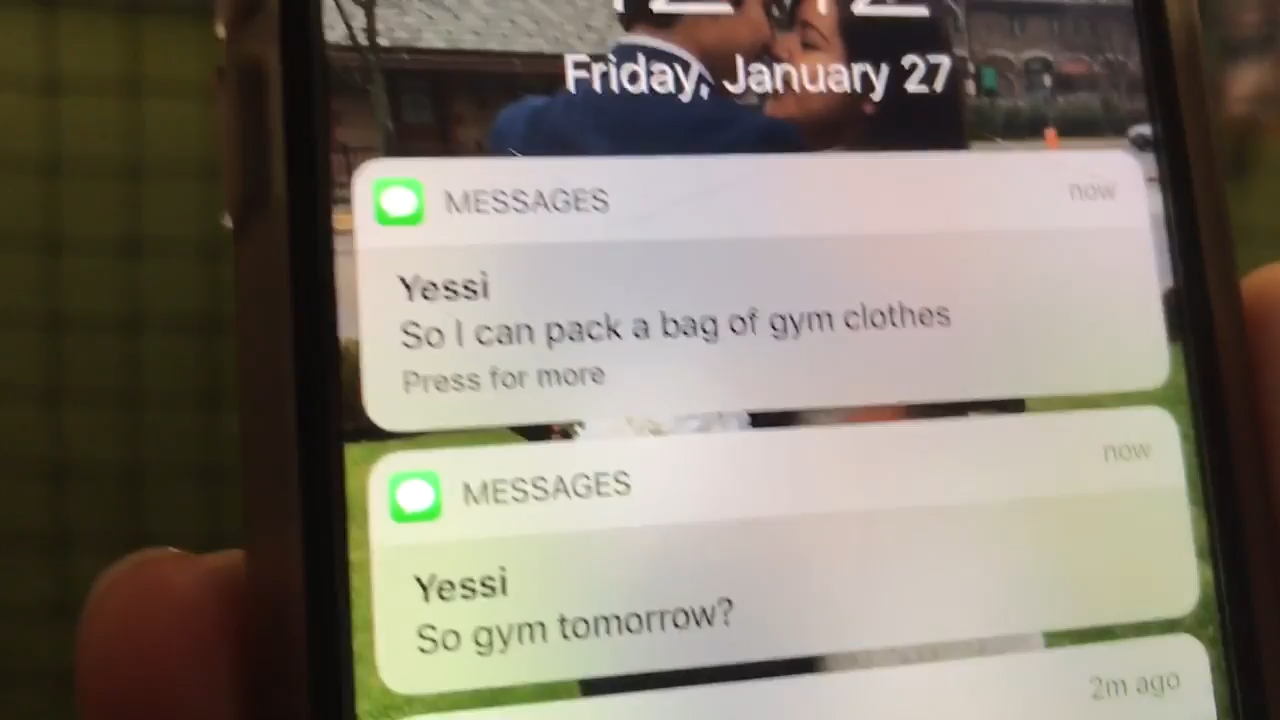 Friday, January 27
MESSAGES now
Yessi
So I can pack a bag of gym clothes
Press for more
MESSAGES now
Yessi
So gym tomorrow?
2m ago